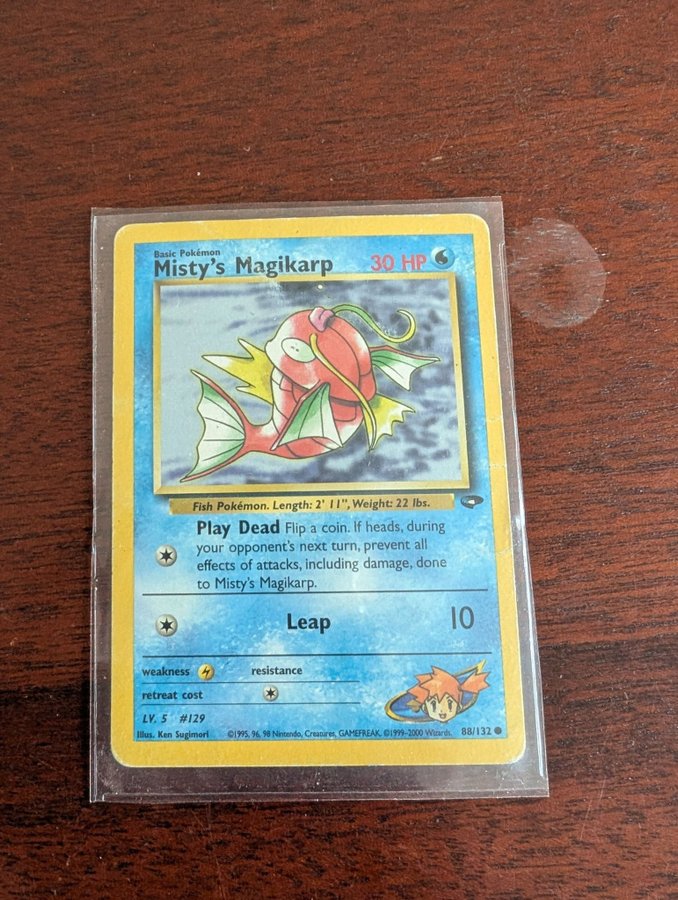 Basic Pokémon
Misty's Magikarp 30 HP
Fish Pokémon. Length: 2' 11", Weight: 22 lbs.
Play Dead Flip a coin. If heads, during
your opponent's next turn, prevent all
effects of attacks, including damage, done
to Misty's Magikarp.
Leap 10
weakness resistance
retreat cost
LV. 5 #129
Illus. Ken Sugimori ©1995, 96, 98 Nintendo, Creatures, GAMEFREAK. ©1999-2000 Wizards. 88/132